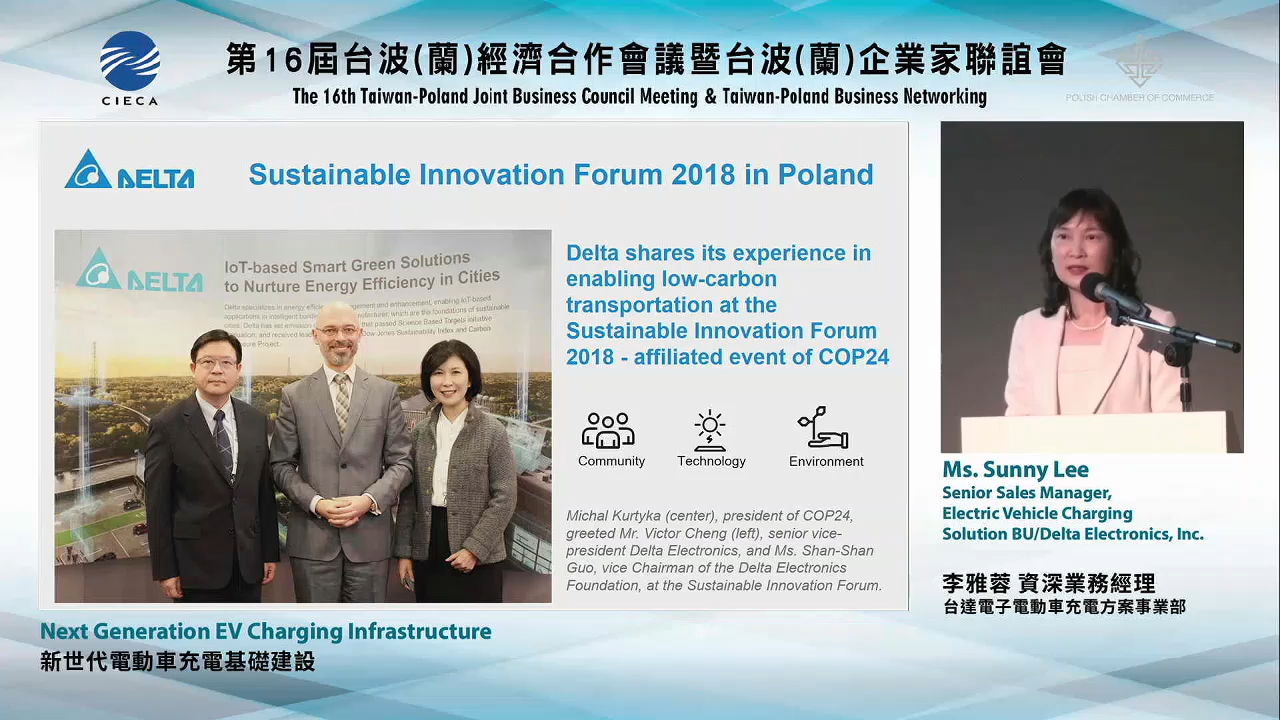 第16屆台波(蘭)經濟合作會議暨台波(蘭)企業家聯誼會
The 16th Taiwan-Poland Joint Business Council Meeting & Taiwan-Poland Business Networking
CIECA
POLISH CHAMBER OF COMMERCE
DELTA
Sustainable Innovation Forum 2018 in Poland
DELTA
IoT-based Smart Green Solutions
to Nurture Energy Efficiency in Cities
Delta shares its experience in
enabling low-carbon
transportation at the
Sustainable Innovation Forum
2018 - affiliated event of COP24
Community
Technology
Environment
Michal Kurtyka (center), president of COP24,
greeted Mr. Victor Cheng (left), senior vice-
president Delta Electronics, and Ms. Shan-Shan
Guo, vice Chairman of the Delta Electronics
Foundation, at the Sustainable Innovation Forum.
Ms. Sunny Lee
Senior Sales Manager,
Electric Vehicle Charging
Solution BU/Delta Electronics, Inc.
李雅蓉 資深業務經理
台達電子電動車充電方案事業部
Next Generation EV Charging Infrastructure
新世代電動車充電基礎建設